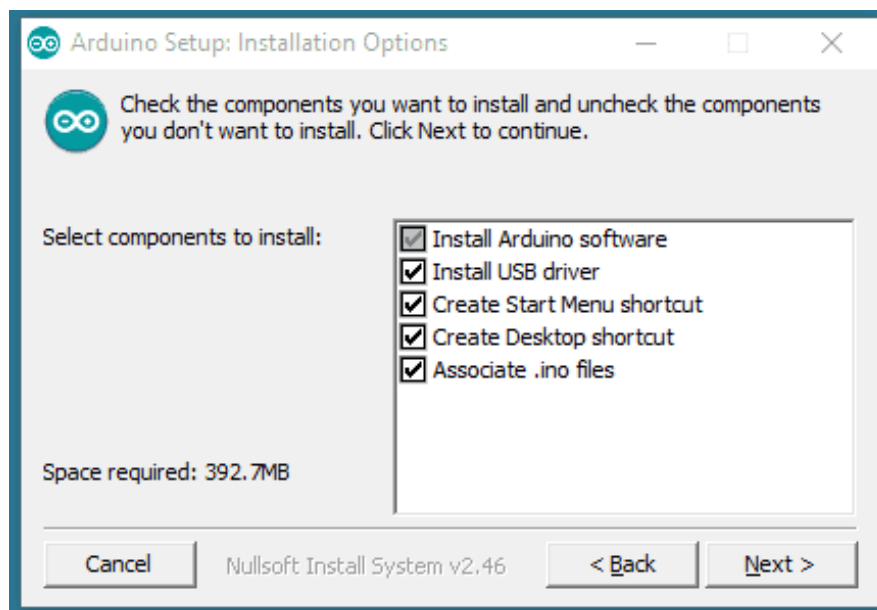 Arduino Setup: Installation Options
Check the components you want to install and uncheck the components
you don't want to install. Click Next to continue.
Select components to install:
Install Arduino software
Install USB driver
Create Start Menu shortcut
Create Desktop shortcut
Associate .ino files
Space required: 392.7MB
Cancel
Nullsoft Install System v2.46
< Back
Next >